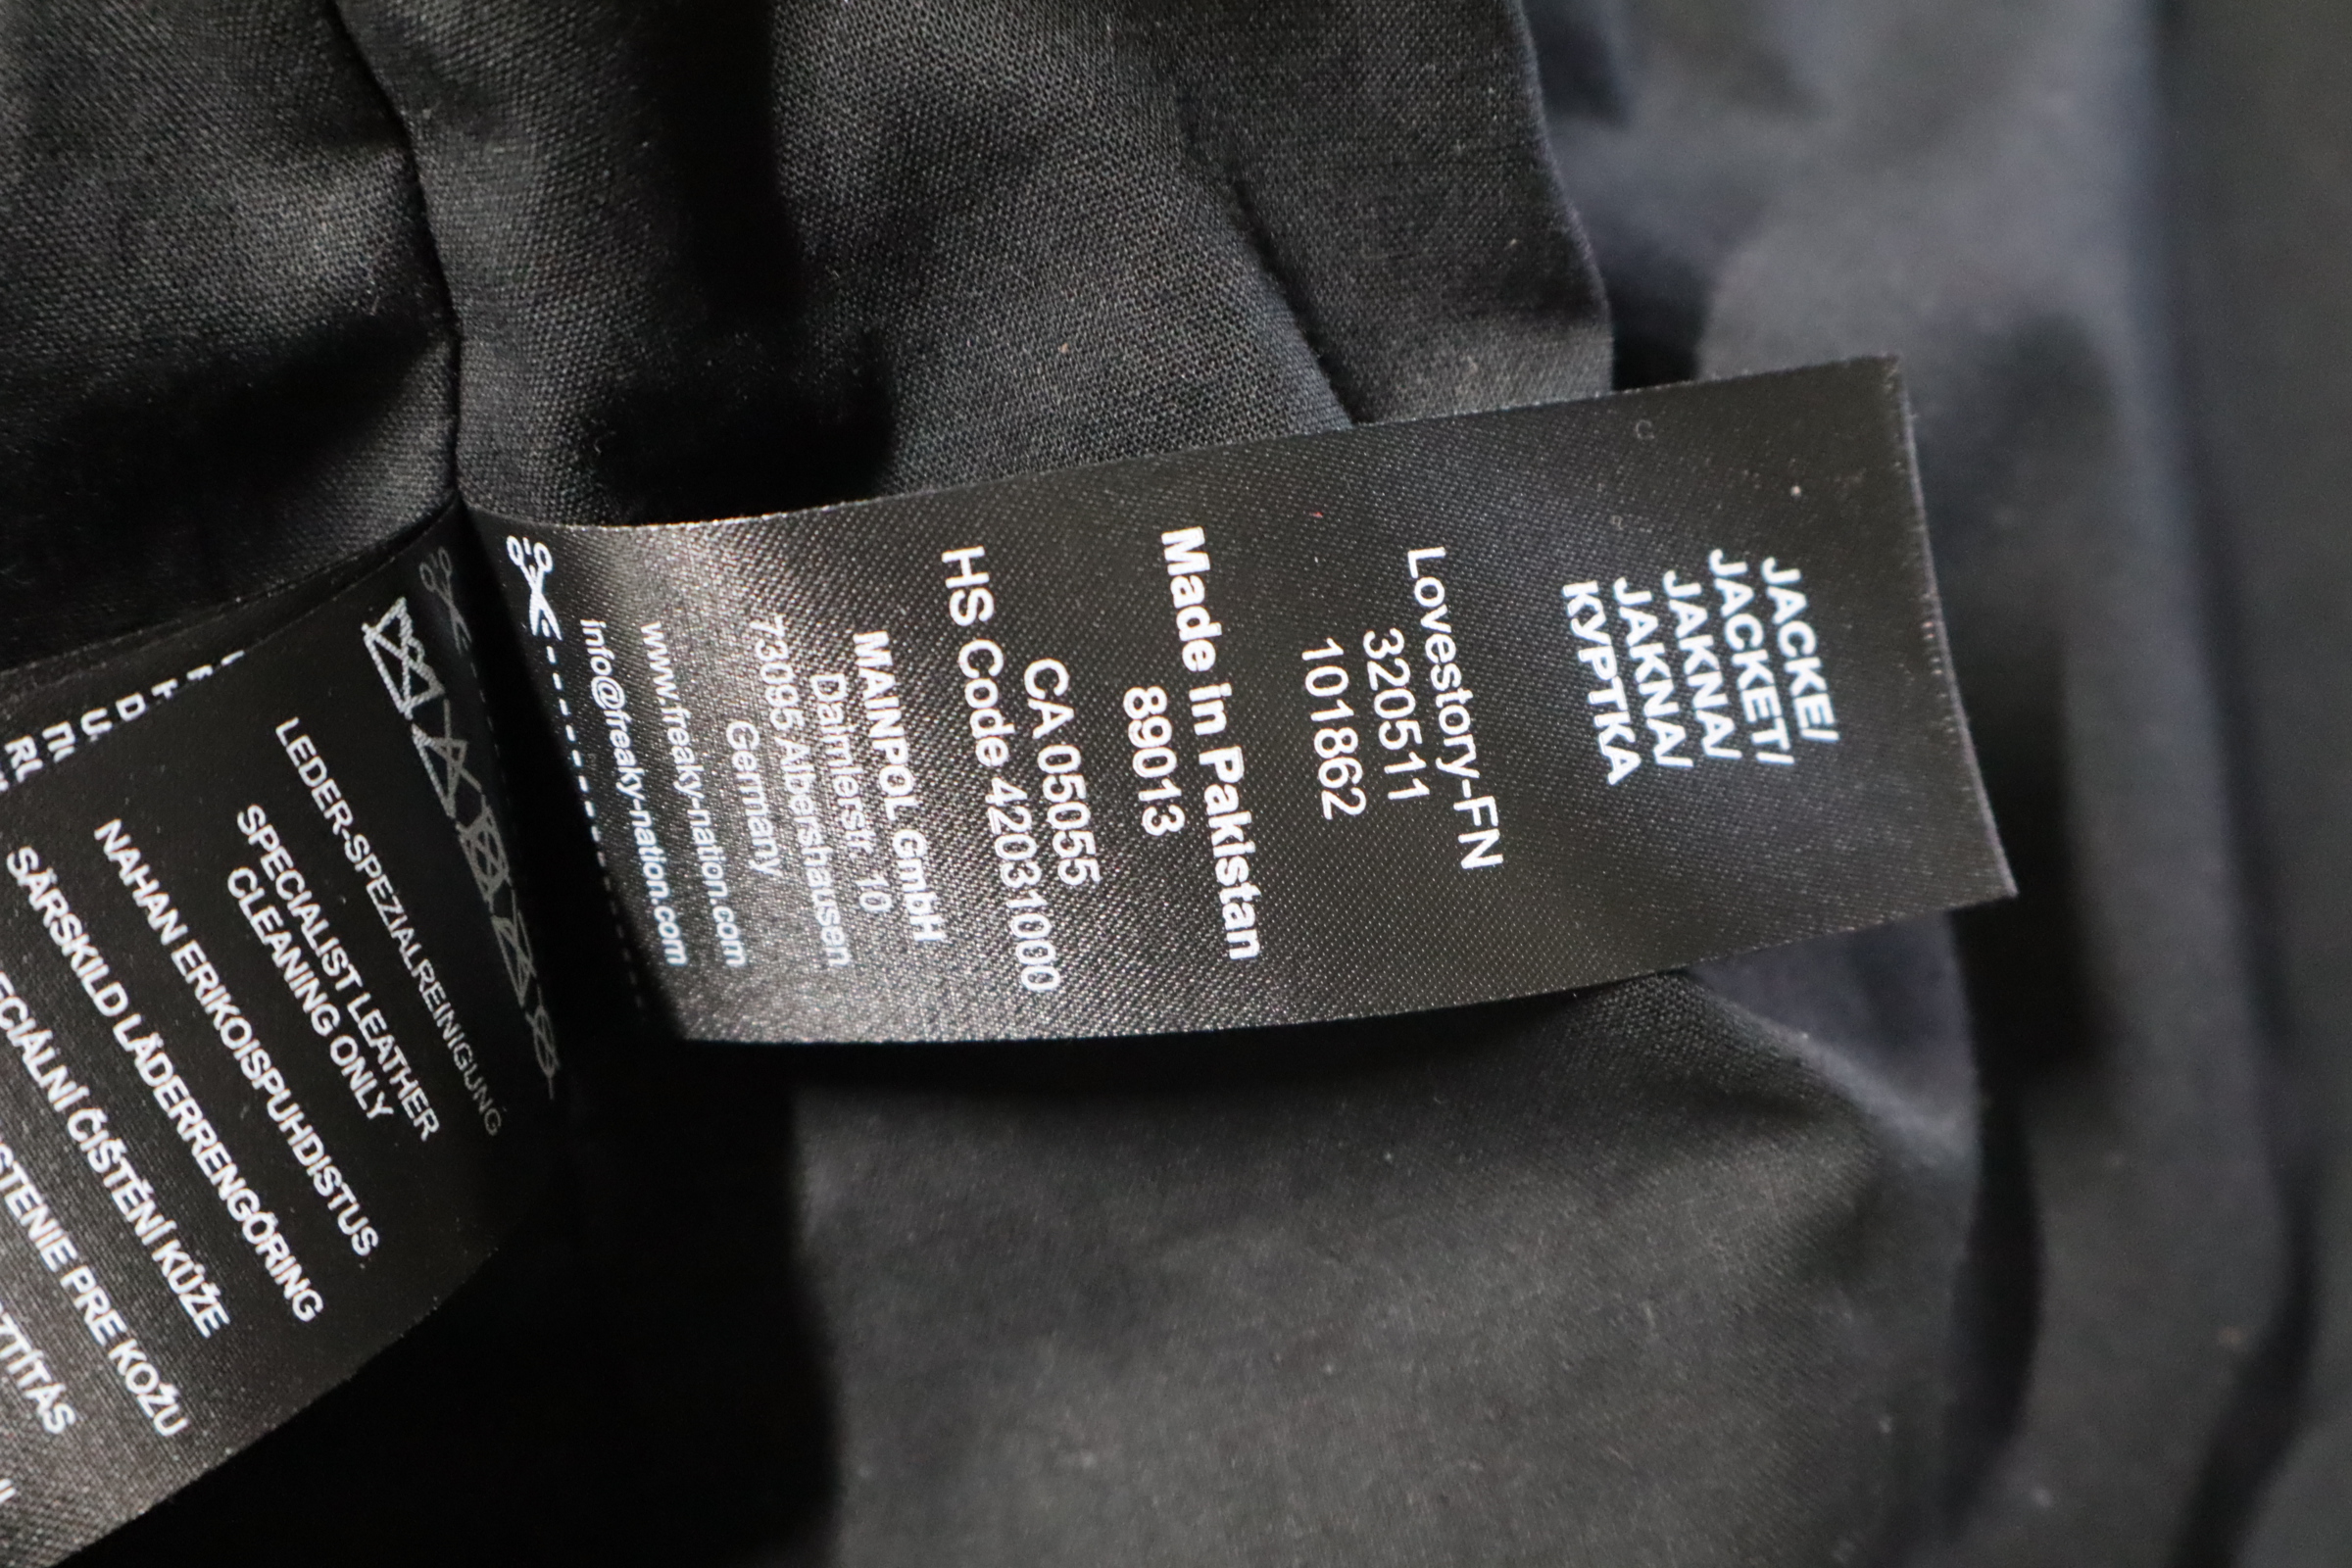 JACKE/
JACKET/
JAKNA/
JAKNA/
КУРТКА
Lovestory-FN
320511
101862
Made in Pakistan
89013
CA 05055
HS Code 42031000
MAINPOL GmbH
Daimlerstr. 10
73095 Albershausen
Germany
www.freaky-nation.com
info@freaky-nation.com
LEDER-SPEZIALREINIGUNG
SPECIALIST LEATHER
CLEANING ONLY
NAHAN ERIKOISPUHDISTUS
SÄRSKILD LÄDERRENGÖRING
ČIŠTĚNÍ KŮŽE
PRE KOŽU